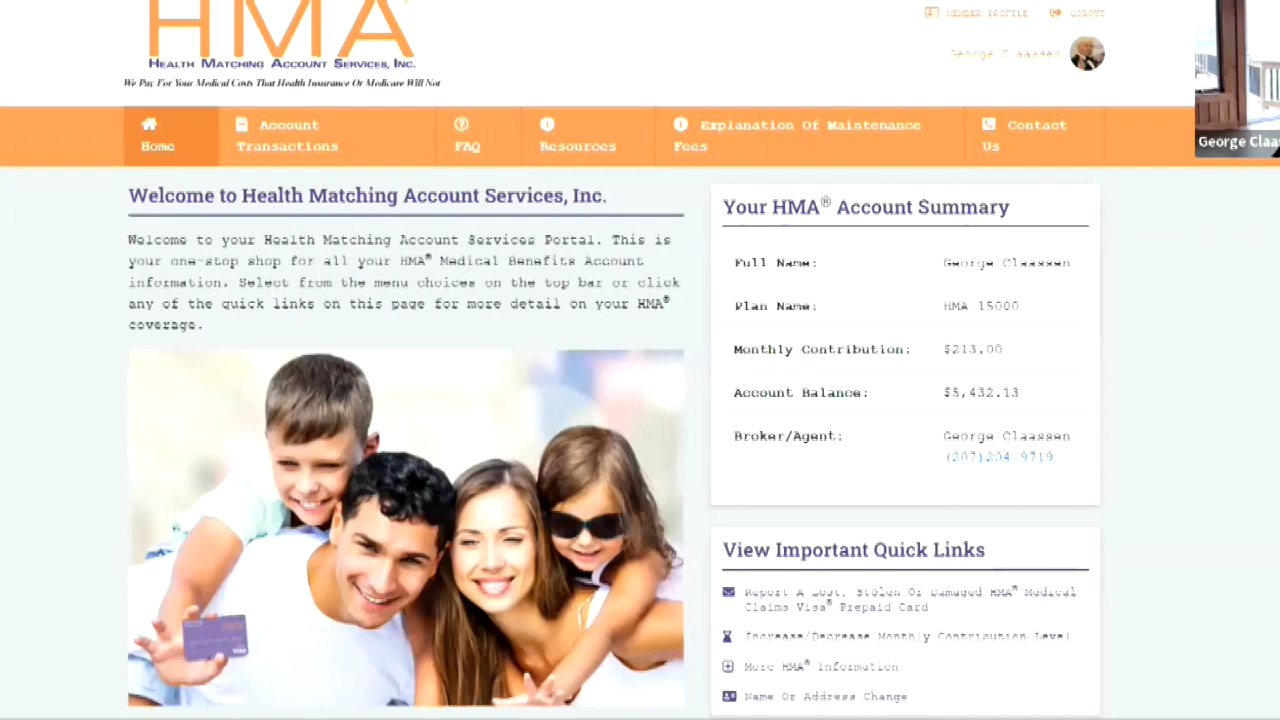 HMA
HEALTH MATCHING ACCOUNT SERVICES, INC.
We Pay For Your Medical Costs That Health Insurance Or Medicare Will Not
MEMBER PROFILE
LOGOUT
George Claassen
Home
Account Transactions
FAQ
Resources
Explanation Of Maintenance Fees
Contact Us
George Claa
Welcome to Health Matching Account Services, Inc.
Welcome to your Health Matching Account Services Portal. This is
your one-stop shop for all your HMA® Medical Benefits Account
information. Select from the menu choices on the top bar or click
any of the quick links on this page for more detail on your HMA®
coverage.
Your HMA® Account Summary
Full Name: George Claassen
Plan Name: HMA 15000
Monthly Contribution: $213.00
Account Balance: $5,432.13
Broker/Agent: George Claassen
(207)204-9719
View Important Quick Links
Report A Lost, Stolen Or Damaged HMA® Medical
Claims Visa® Prepaid Card
Increase/Decrease Monthly Contribution Level
More HMA® Information
Name Or Address Change